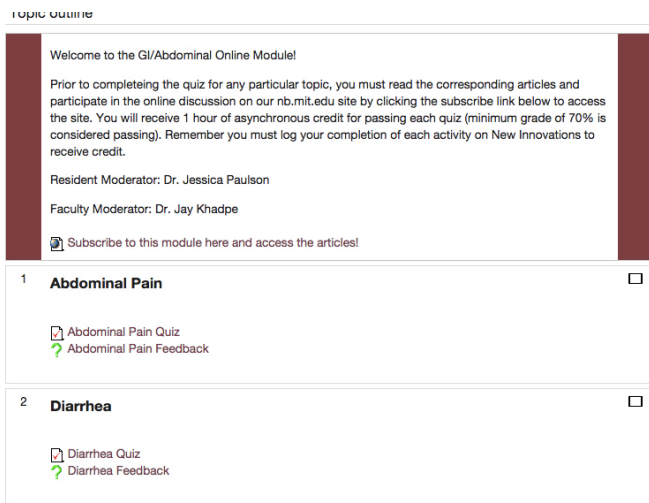 Topic outline
Welcome to the GI/Abdominal Online Module!
Prior to completeing the quiz for any particular topic, you must read the corresponding articles and
participate in the online discussion on our nb.mit.edu site by clicking the subscribe link below to access
the site. You will receive 1 hour of asynchronous credit for passing each quiz (minimum grade of 70% is
considered passing). Remember you must log your completion of each activity on New Innovations to
receive credit.
Resident Moderator: Dr. Jessica Paulson
Faculty Moderator: Dr. Jay Khadpe
Subscribe to this module here and access the articles!
1 Abdominal Pain
Abdominal Pain Quiz
Abdominal Pain Feedback
2 Diarrhea
Diarrhea Quiz
Diarrhea Feedback